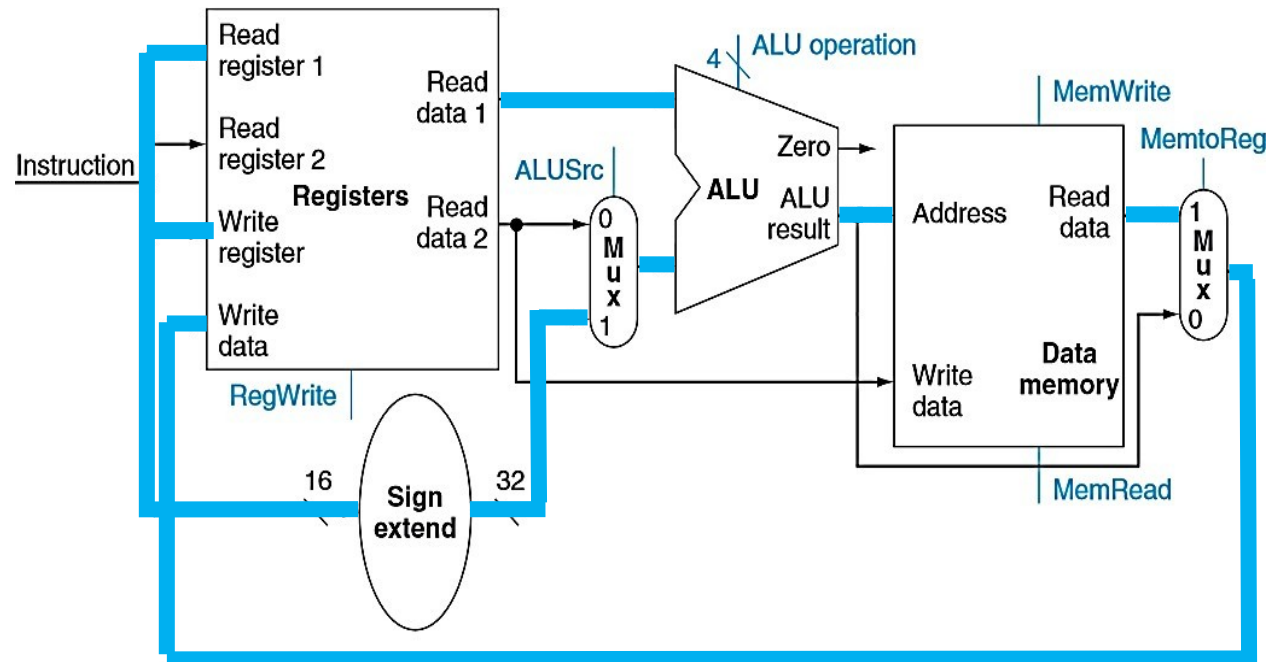 Instruction
Read
register 1
Read
register 2
Write
register
Write
data
Registers
Read
data 1
Read
data 2
RegWrite
16
Sign
extend
32
ALUSrc
0
M
u
x
1
4
ALU operation
Zero
ALU
ALU
result
MemWrite
Address
Read
data
Write
data
Data
memory
MemRead
MemtoReg
1
M
u
x
0